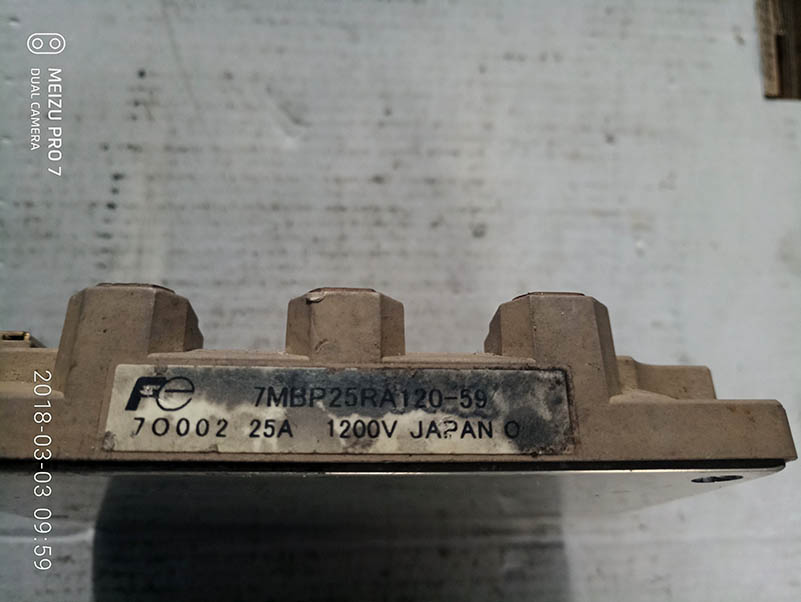 MEIZU PRO 7
DUAL CAMERA
Fe 7MBP25RA120-59
70002 25A 1200V JAPAN O
2018-03-03 09:59